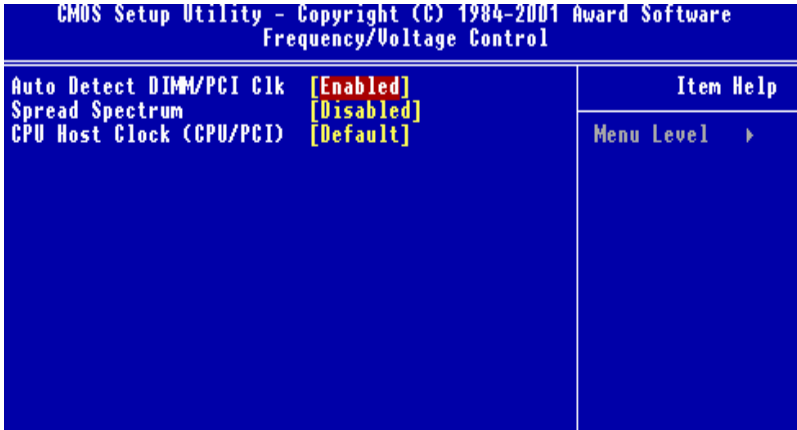 CMOS Setup Utility - Copyright (C) 1984-2001 Award Software
Frequency/Voltage Control
Auto Detect DIMM/PCI Clk [Enabled]
Spread Spectrum [Disabled]
CPU Host Clock (CPU/PCI) [Default]
Item Help
Menu Level